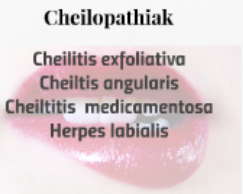 Cheilopathiak
Cheilitis exfoliativa
Cheiltis angularis
Cheiltitis medicamentosa
Herpes labialis